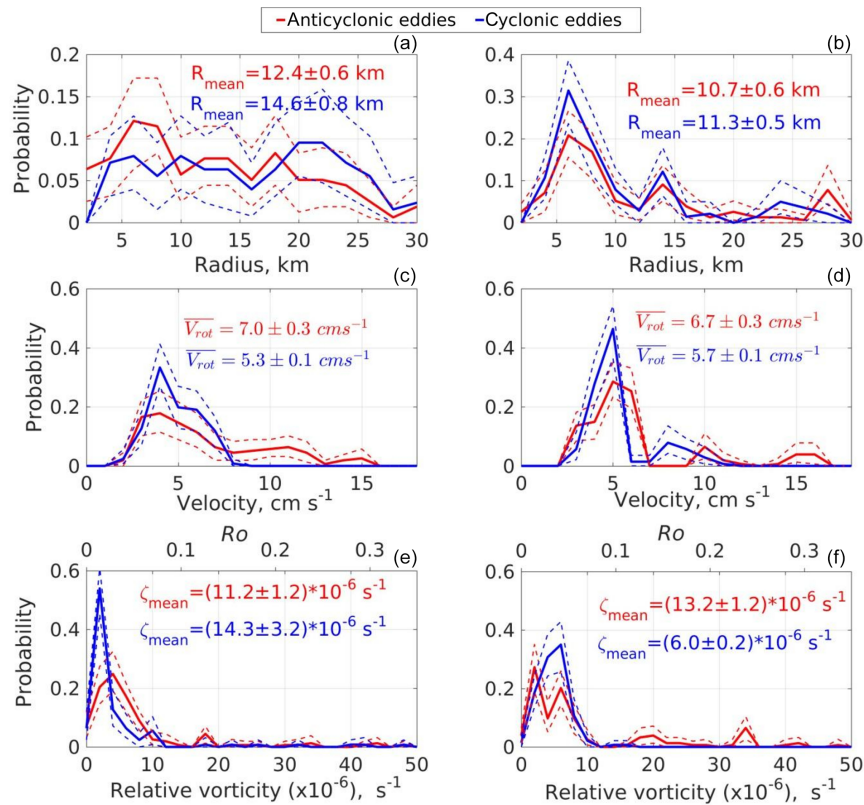 Anticyclonic eddies Cyclonic eddies
(a) (b)
0.2 0.4
R_mean=12.4±0.6 km R_mean=10.7±0.6 km
R_mean=14.6±0.8 km R_mean=11.3±0.5 km
Probability
0.15 0.3
0.1 0.2
0.05 0.1
0 0
5 10 15 20 25 30 5 10 15 20 25 30
Radius, km Radius, km
(c) (d)
0.6 0.6
V_rot = 7.0 ± 0.3 cms⁻¹ V_rot = 6.7 ± 0.3 cms⁻¹
V_rot = 5.3 ± 0.1 cms⁻¹ V_rot = 5.7 ± 0.1 cms⁻¹
Probability
0.4 0.4
0.2 0.2
0 0
0 5 10 15 0 5 10 15
Velocity, cm s⁻¹ Velocity, cm s⁻¹
Ro Ro
0 0.1 0.2 0.3 0 0.1 0.2 0.3
(e) (f)
0.6 0.6
ζ_mean=(11.2±1.2)*10⁻⁶ s⁻¹ ζ_mean=(13.2±1.2)*10⁻⁶ s⁻¹
ζ_mean=(14.3±3.2)*10⁻⁶ s⁻¹ ζ_mean=(6.0±0.2)*10⁻⁶ s⁻¹
Probability
0.4 0.4
0.2 0.2
0 0
0 10 20 30 40 50 0 10 20 30 40 50
Relative vorticity (x10⁻⁶), s⁻¹ Relative vorticity (x10⁻⁶), s⁻¹